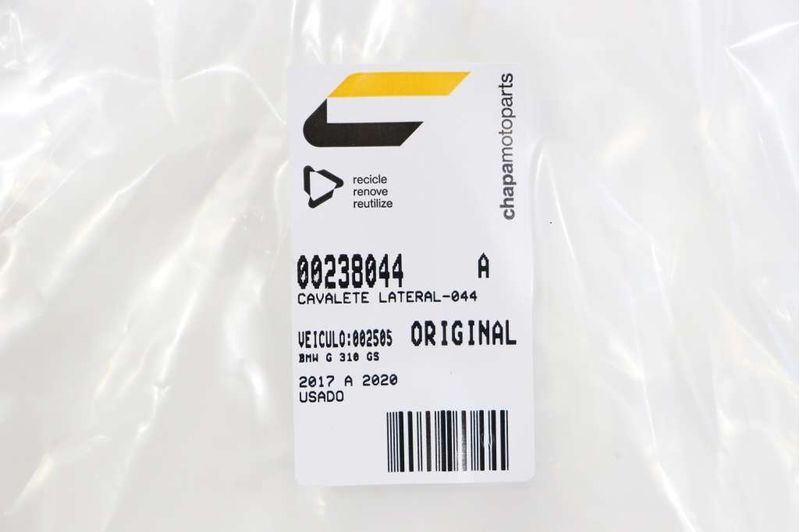 chapamotoparts
recicle
renove
reutilize
00238044 A
CAVALETE LATERAL-044
VEICULO:002505 ORIGINAL
BMW G 310 GS
2017 A 2020
USADO